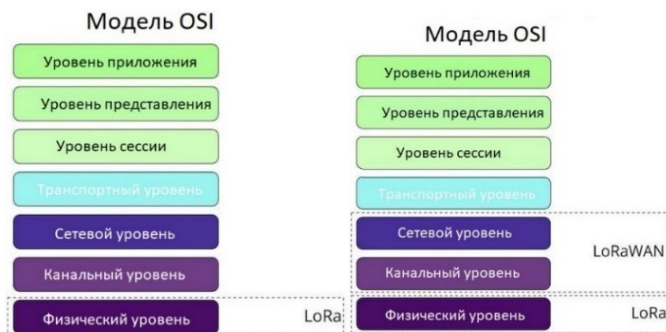 Модель OSI
Уровень приложения
Уровень представления
Уровень сессии
Транспортный уровень
Сетевой уровень
Канальный уровень
Физический уровень
LoRa
Модель OSI
Уровень приложения
Уровень представления
Уровень сессии
Транспортный уровень
Сетевой уровень
LoRaWAN
Канальный уровень
Физический уровень
LoRa